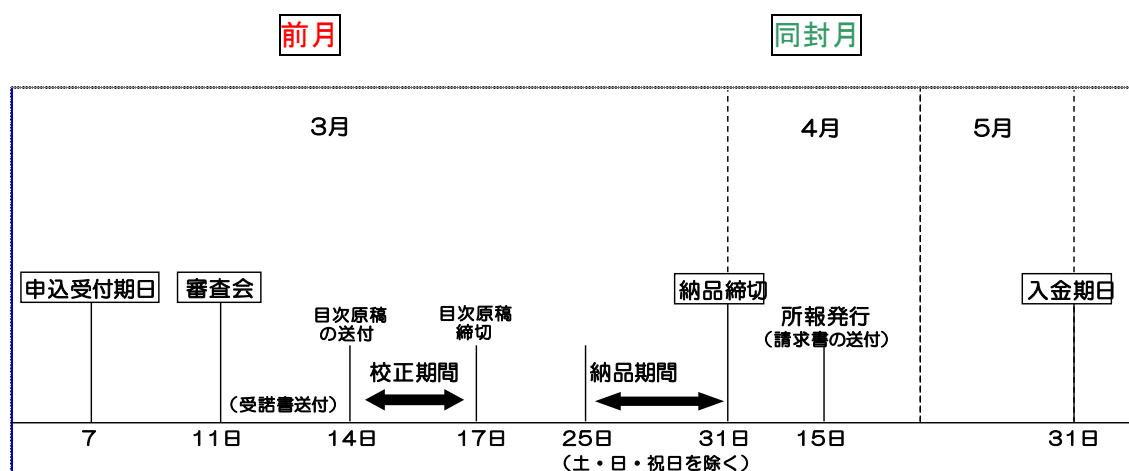 前月
同封月
3月
4月
5月
申込受付期日
審査会
目次原稿
の送付
目次原稿
締切
納品締切
入金期日
所報発行
（請求書の送付）
校正期間
納品期間
（受諾書送付）
7
11日
14日
17日
25日
31日
15日
31日
（土・日・祝日を除く）